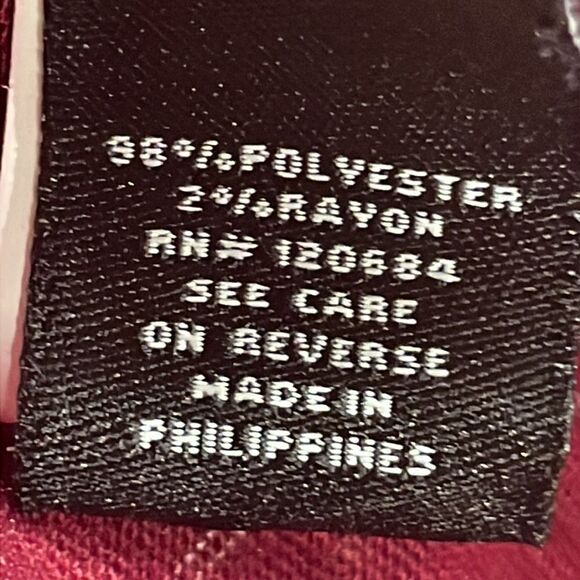 98%POLYESTER
2%RAYON
RN# 120684
SEE CARE
ON REVERSE
MADE IN
PHILIPPINES